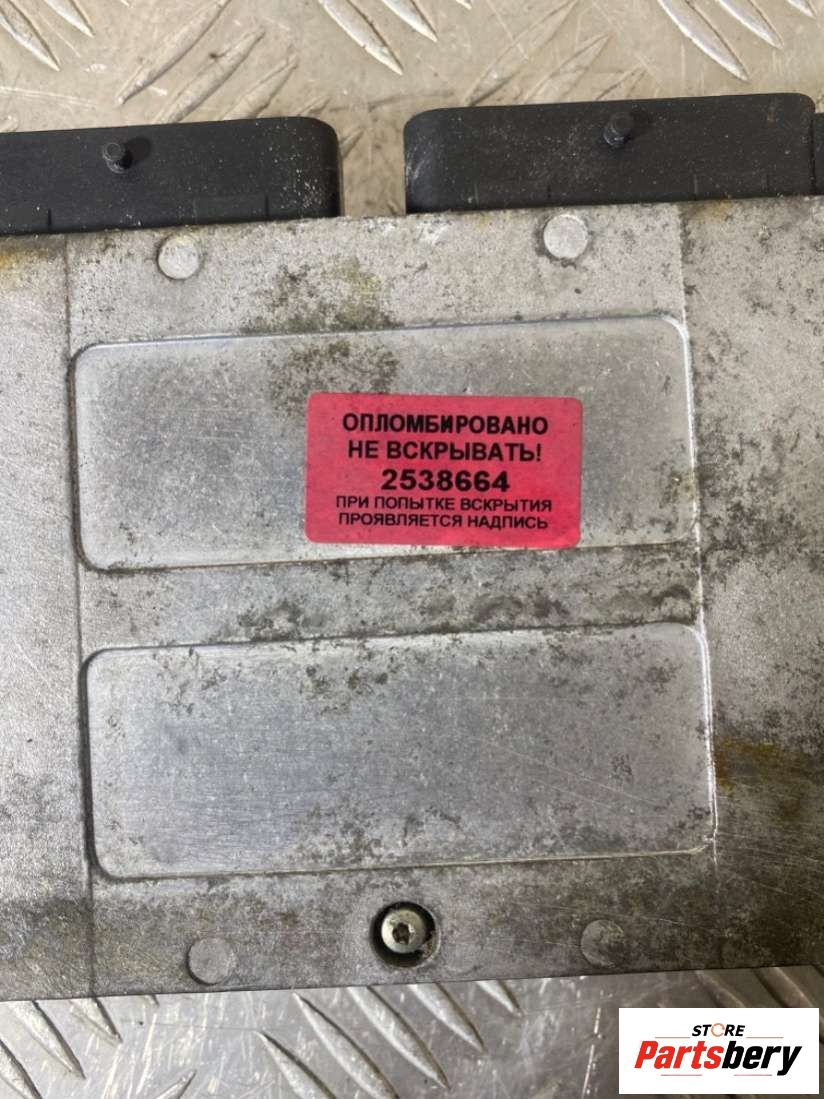 ОПЛОМБИРОВАНО
НЕ ВСКРЫВАТЬ!
2538664
ПРИ ПОПЫТКЕ ВСКРЫТИЯ
ПРОЯВЛЯЕТСЯ НАДПИСЬ
STORE
Partsbery